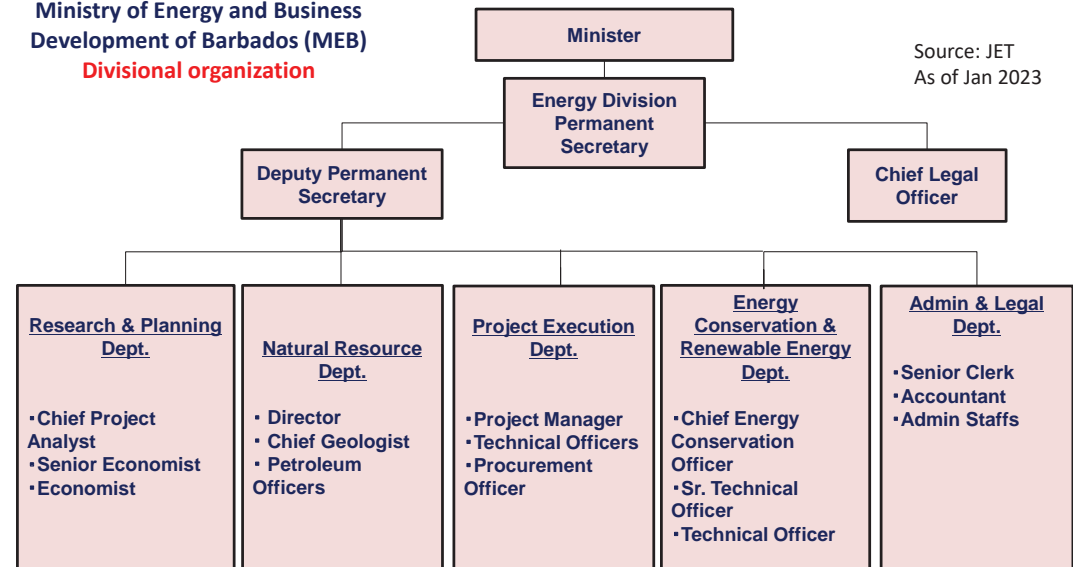 Ministry of Energy and Business
Development of Barbados (MEB)
Divisional organization
Minister
Source: JET
As of Jan 2023
Energy Division
Permanent
Secretary
Deputy Permanent
Secretary
Chief Legal
Officer
Research & Planning
Dept.
・Chief Project
Analyst
・Senior Economist
・Economist
Natural Resource
Dept.
・ Director
・ Chief Geologist
・ Petroleum
Officers
Project Execution
Dept.
・Project Manager
・Technical Officers
・Procurement
Officer
Energy
Conservation &
Renewable Energy
Dept.
・Chief Energy
Conservation
Officer
・Sr. Technical
Officer
・Technical Officer
Admin & Legal
Dept.
・Senior Clerk
・Accountant
・Admin Staffs